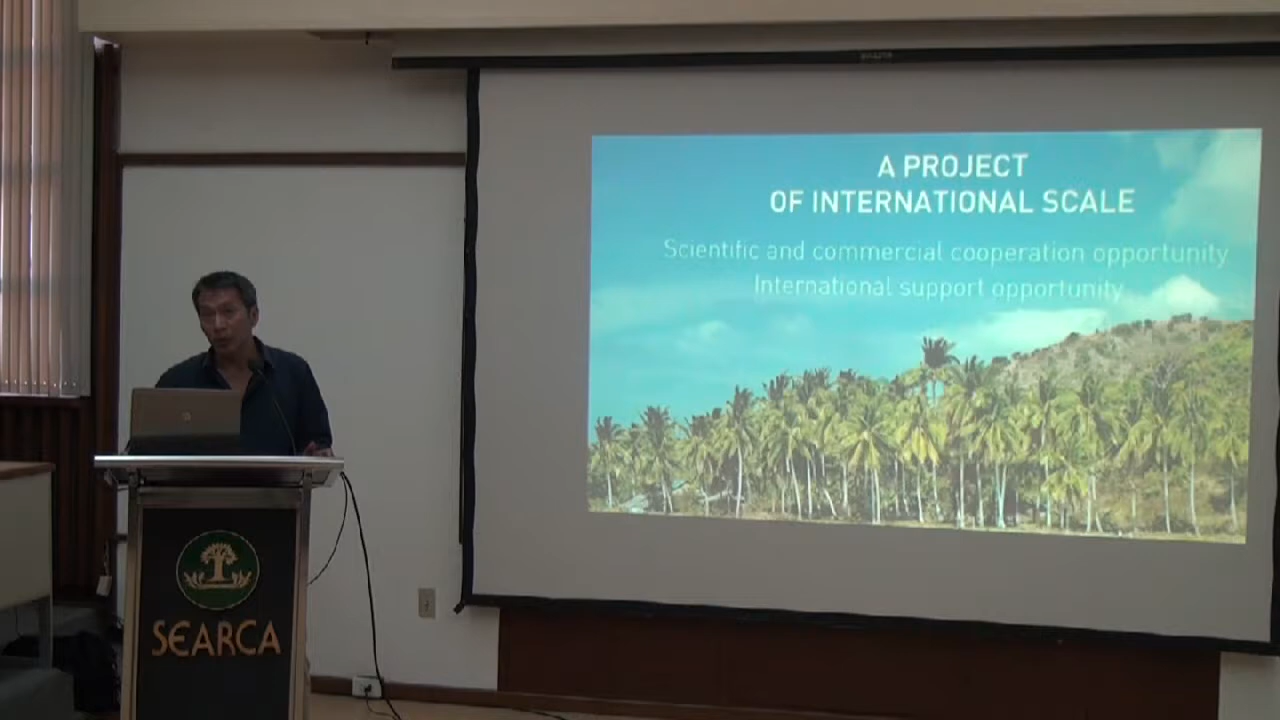 A PROJECT
OF INTERNATIONAL SCALE
Scientific and commercial cooperation opportunity
International support opportunity
SEARCA